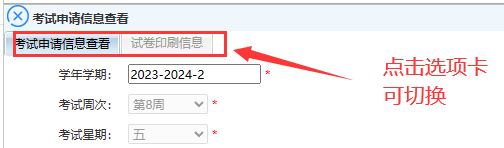 考试申请信息查看
考试申请信息查看 试卷印刷信息
学年学期： 2023-2024-2 *
考试周次： 第8周 *
考试星期： 五 *
点击选项卡
可切换